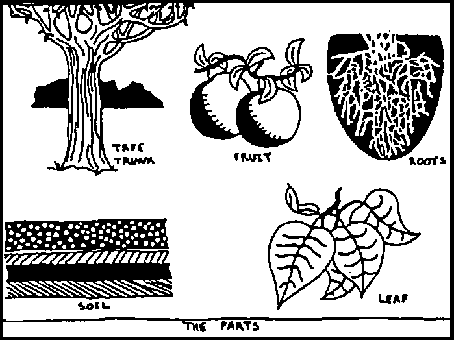 TREE
TRUNK
FRUIT
ROOTS
SOIL
LEAF
THE PARTS